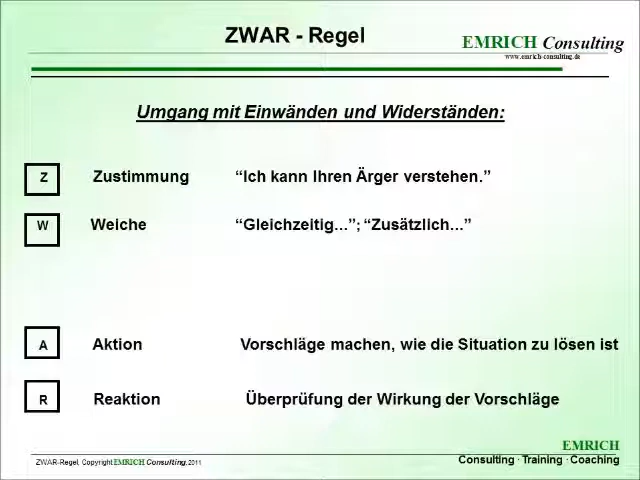 ZWAR - Regel
EMRICH Consulting
www.emrich-consulting.de
Umgang mit Einwänden und Widerständen:
Z Zustimmung “Ich kann Ihren Ärger verstehen.”
W Weiche “Gleichzeitig...”; “Zusätzlich...”
A Aktion Vorschläge machen, wie die Situation zu lösen ist
R Reaktion Überprüfung der Wirkung der Vorschläge
EMRICH
Consulting · Training · Coaching
ZWAR-Regel, Copyright EMRICH Consulting, 2011